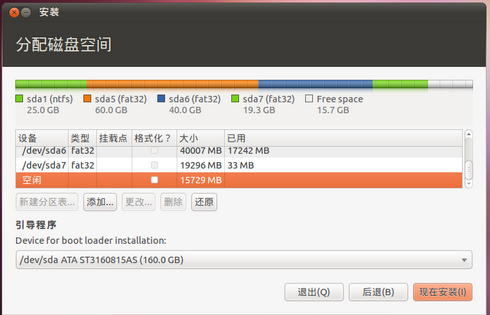 安装
分配磁盘空间
sda1 (ntfs) sda5 (fat32) sda6 (fat32) sda7 (fat32) Free space
25.0 GB 60.0 GB 40.0 GB 19.3 GB 15.7 GB
设备 类型 挂载点 格式化？ 大小 已用
/dev/sda6 fat32 40007 MB 17242 MB
/dev/sda7 fat32 19296 MB 33 MB
空闲 15729 MB
新建分区表... 添加... 更改... 删除 还原
引导程序
Device for boot loader installation:
/dev/sda ATA ST3160815AS (160.0 GB)
退出(Q) 后退(B) 现在安装(I)